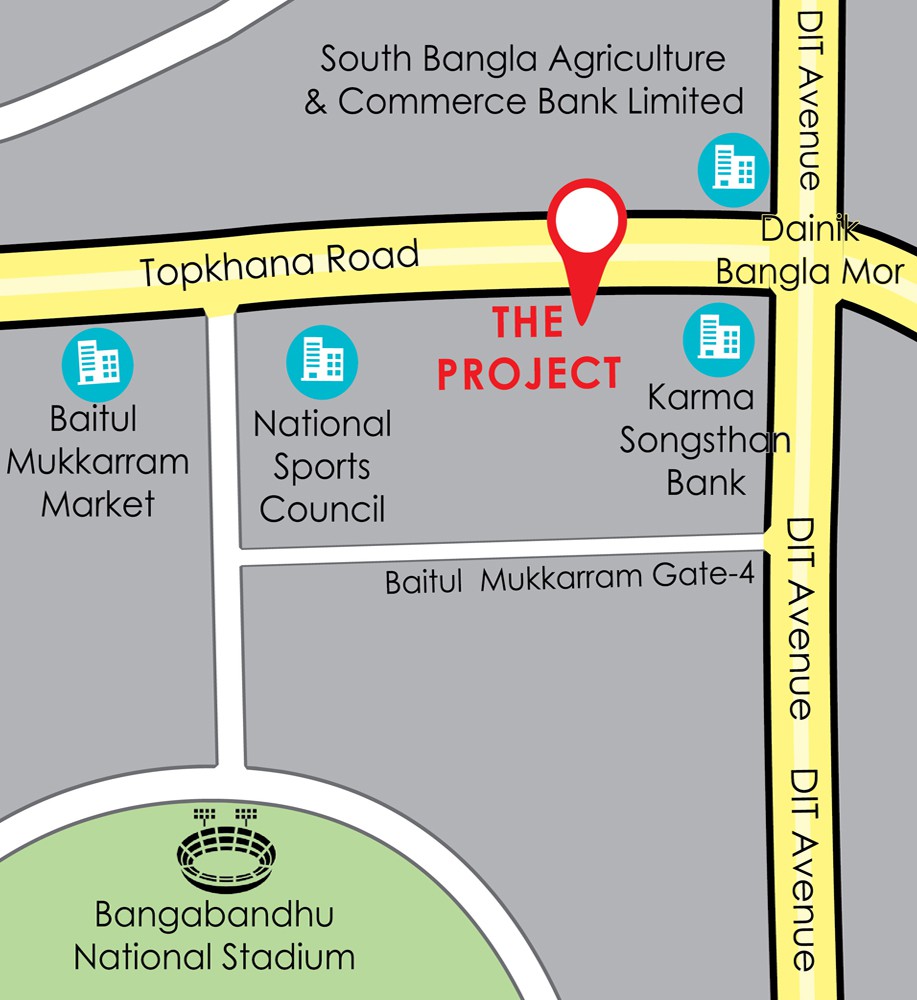 South Bangla Agriculture
& Commerce Bank Limited
DIT Avenue
Dainik
Bangla Mor
Topkhana Road
THE
PROJECT
Baitul
Mukkarram
Market
National
Sports
Council
Karma
Songsthan
Bank
Baitul Mukkarram Gate-4
DIT Avenue
DIT Avenue
Bangabandhu
National Stadium